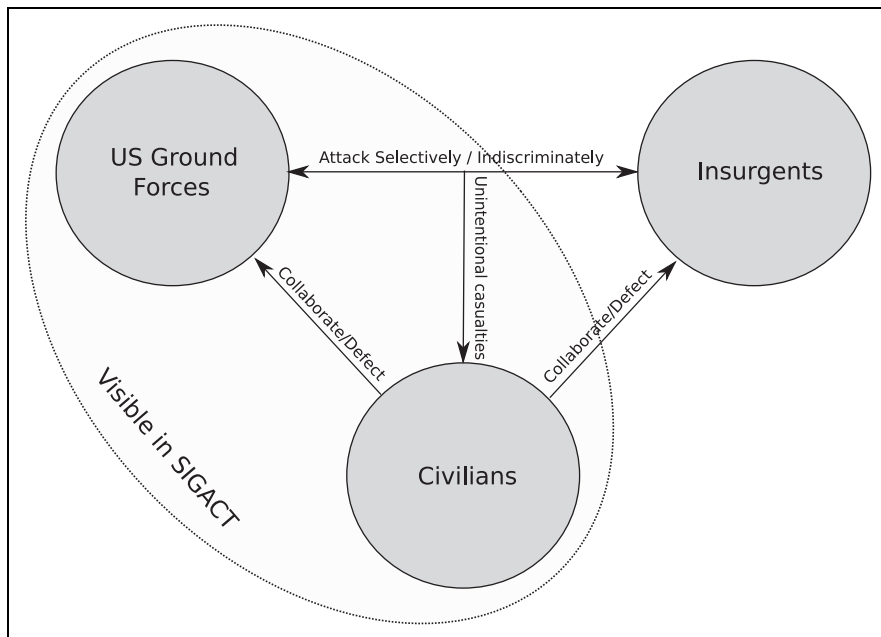 US Ground
Forces
Attack Selectively / Indiscriminately
Insurgents
Unintentional casualties
Collaborate/Defect
Collaborate/Defect
Visible in SIGACT
Civilians